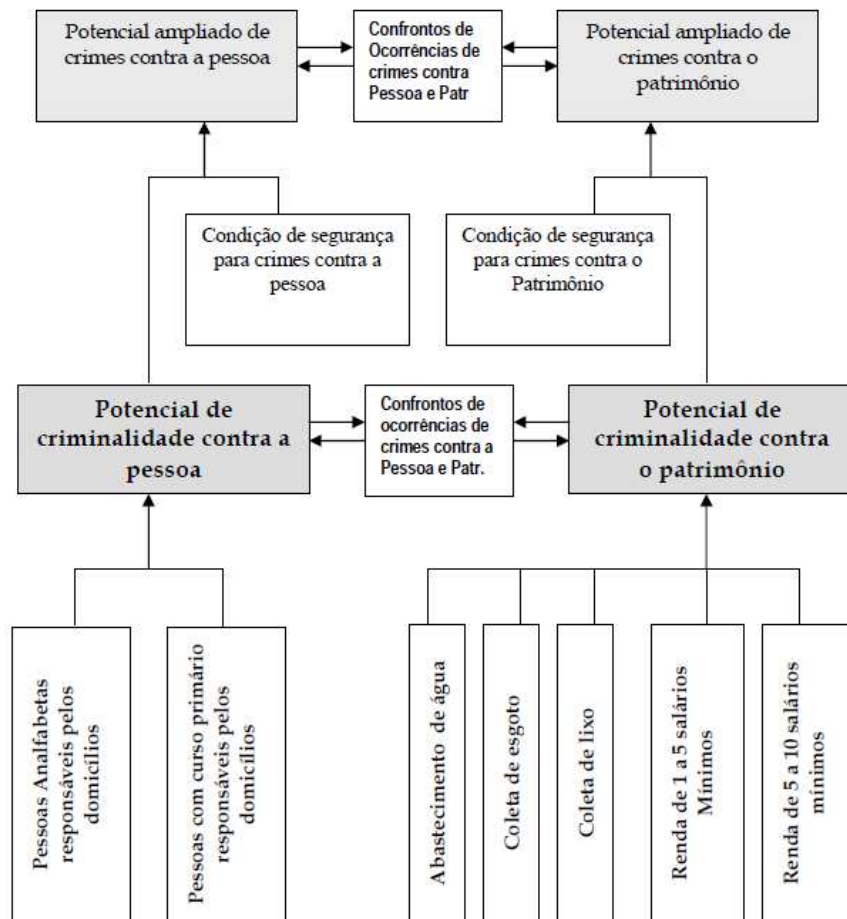 Potencial ampliado de
crimes contra a pessoa
Confrontos de
Ocorrências de
crimes contra
Pessoa e Patr
Potencial ampliado de
crimes contra o
patrimônio
Condição de segurança
para crimes contra a
pessoa
Condição de segurança
para crimes contra o
Patrimônio
Potencial de
criminalidade contra a
pessoa
Confrontos de
ocorrências de
crimes contra a
Pessoa e Patr.
Potencial de
criminalidade contra
o patrimônio
Pessoas Analfabetas
responsáveis pelos
domicílios
Pessoas com curso primário
responsáveis pelos
domicílios
Abastecimento de água
Coleta de esgoto
Coleta de lixo
Renda de 1 a 5 salários
Mínimos
Renda de 5 a 10 salários
mínimos